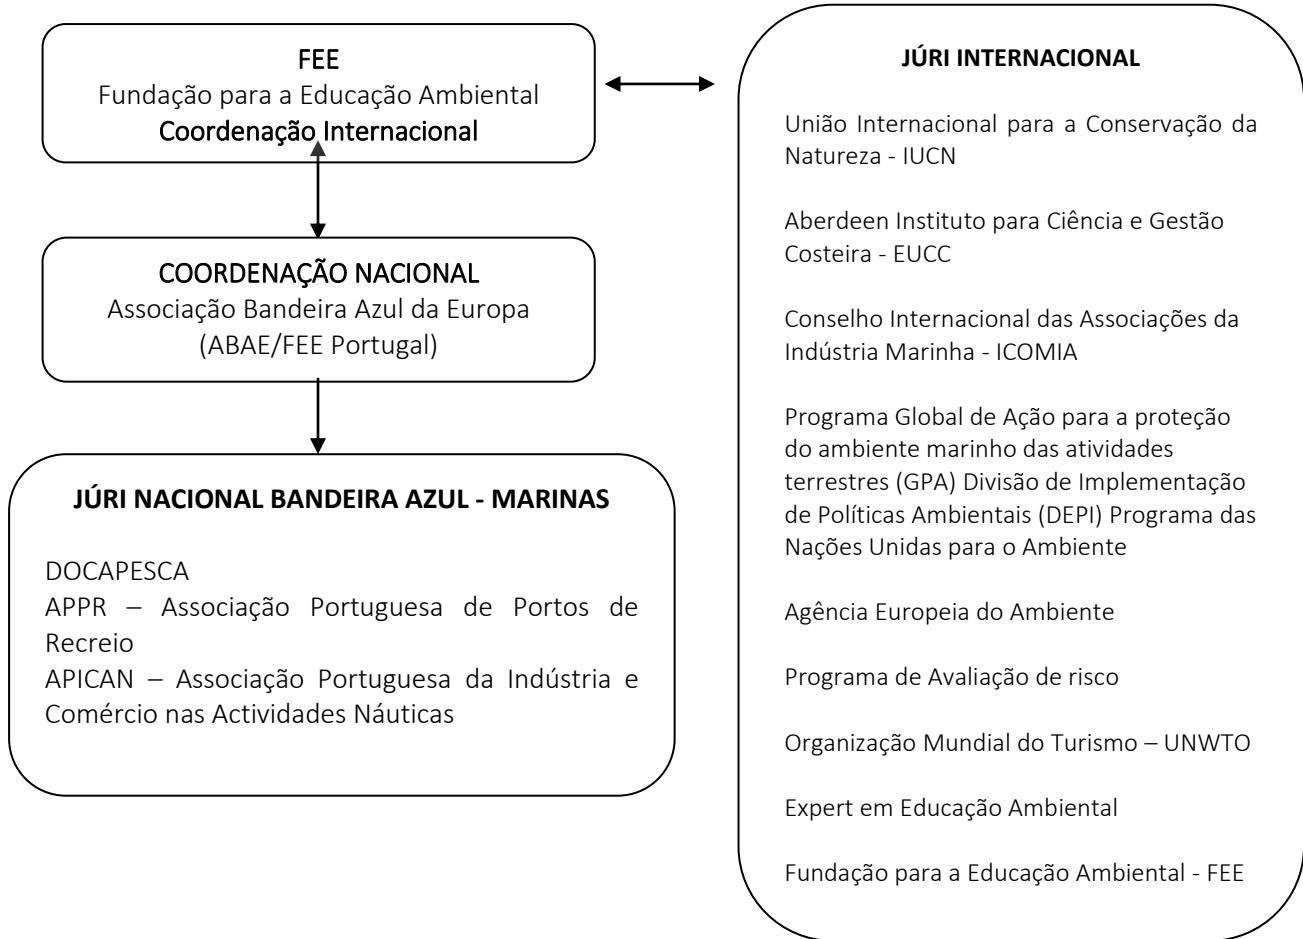 FEE
Fundação para a Educação Ambiental
Coordenação Internacional
COORDENAÇÃO NACIONAL
Associação Bandeira Azul da Europa
(ABAE/FEE Portugal)
JÚRI NACIONAL BANDEIRA AZUL - MARINAS
DOCAPESCA
APPR – Associação Portuguesa de Portos de
Recreio
APICAN – Associação Portuguesa da Indústria e
Comércio nas Actividades Náuticas
JÚRI INTERNACIONAL
União Internacional para a Conservação da
Natureza - IUCN
Aberdeen Instituto para Ciência e Gestão
Costeira - EUCC
Conselho Internacional das Associações da
Indústria Marinha - ICOMIA
Programa Global de Ação para a proteção
do ambiente marinho das atividades
terrestres (GPA) Divisão de Implementação
de Políticas Ambientais (DEPI) Programa das
Nações Unidas para o Ambiente
Agência Europeia do Ambiente
Programa de Avaliação de risco
Organização Mundial do Turismo – UNWTO
Expert em Educação Ambiental
Fundação para a Educação Ambiental - FEE